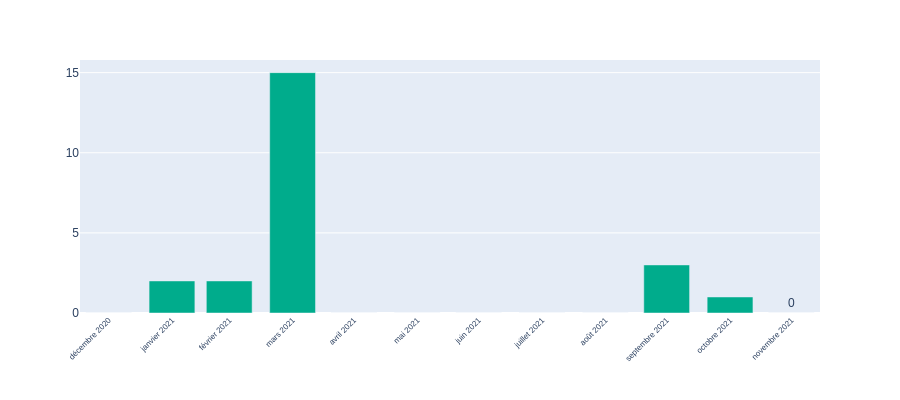 15
10
5
0
0
décembre 2020
janvier 2021
février 2021
mars 2021
avril 2021
mai 2021
juin 2021
juillet 2021
août 2021
septembre 2021
octobre 2021
novembre 2021